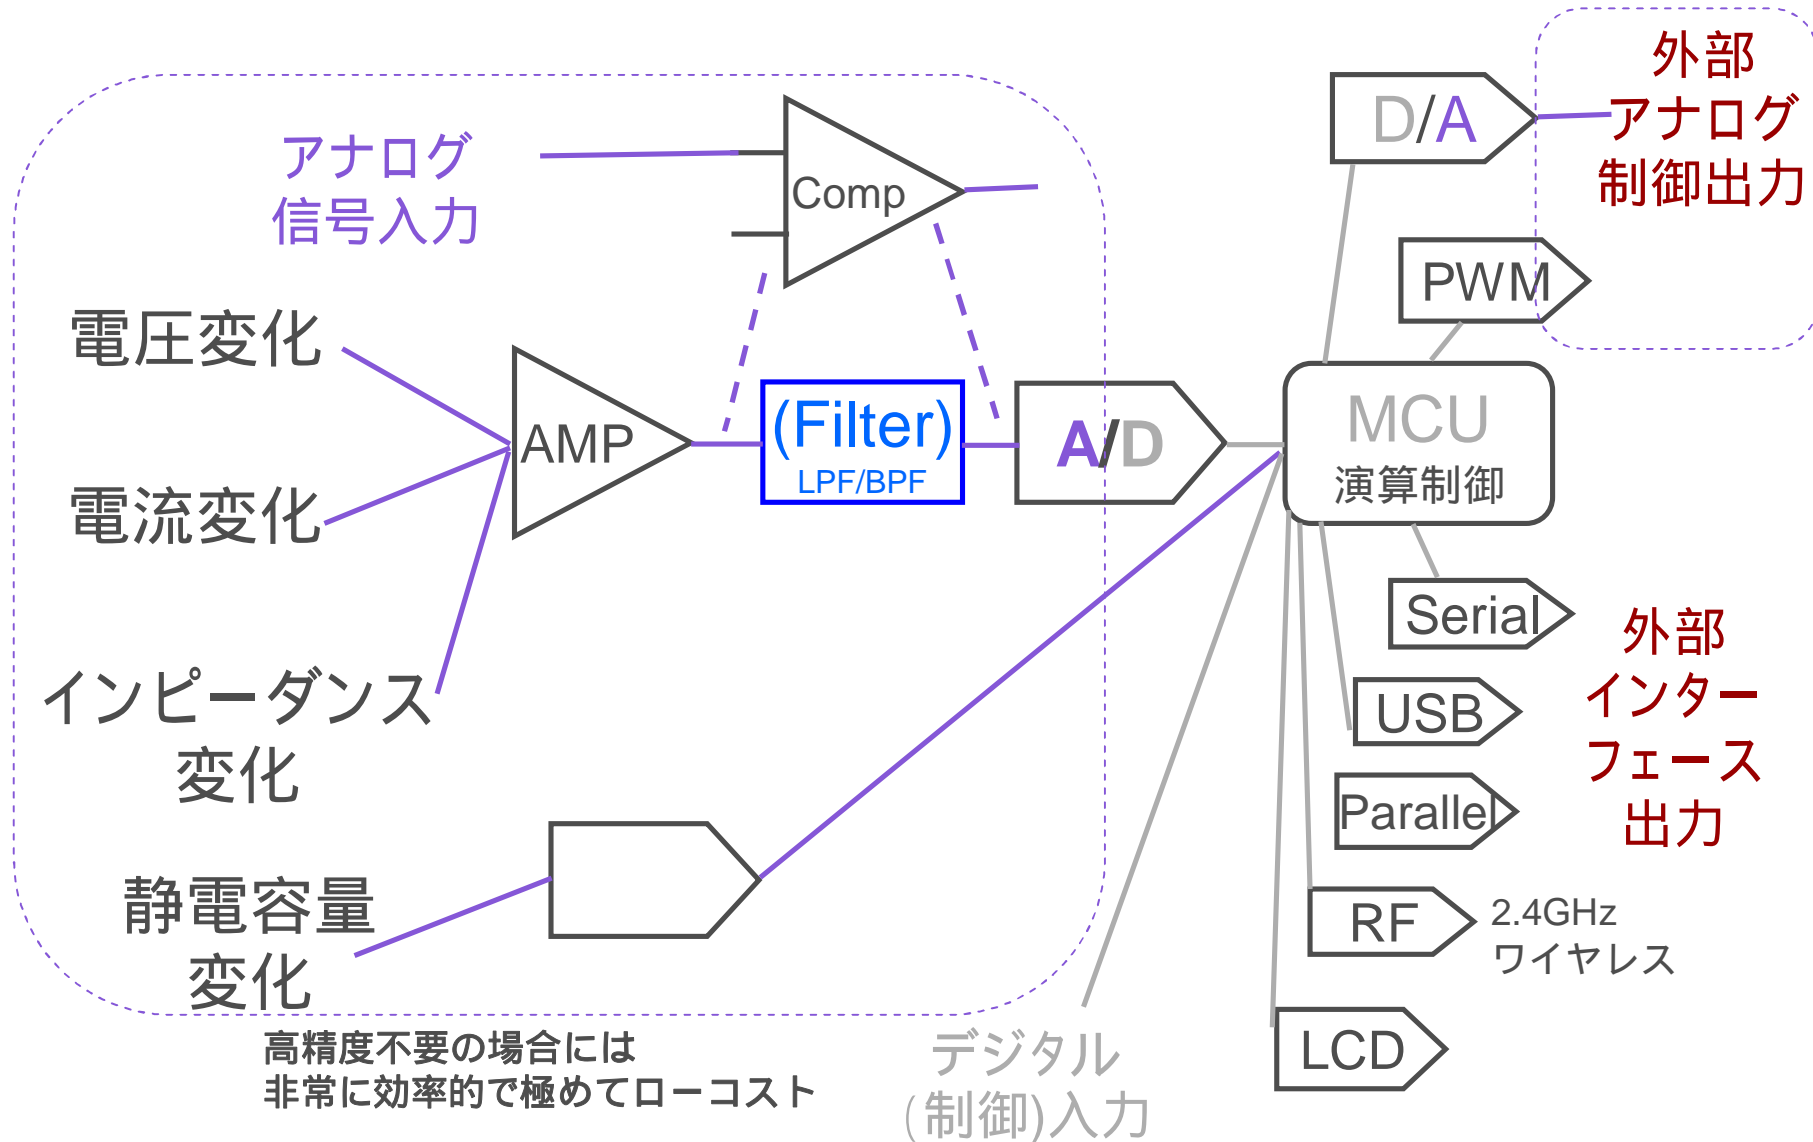 外部
アナログ
制御出力
D/A
アナログ
信号入力
Comp
PWM
電圧変化
AMP
(Filter)
LPF/BPF
A/D
MCU
演算制御
電流変化
Serial
外部
インター
フェース
出力
USB
インピーダンス
変化
Parallel
静電容量
変化
RF
2.4GHz
ワイヤレス
LCD
高精度不要の場合には
非常に効率的で極めてローコスト
デジタル
(制御)入力